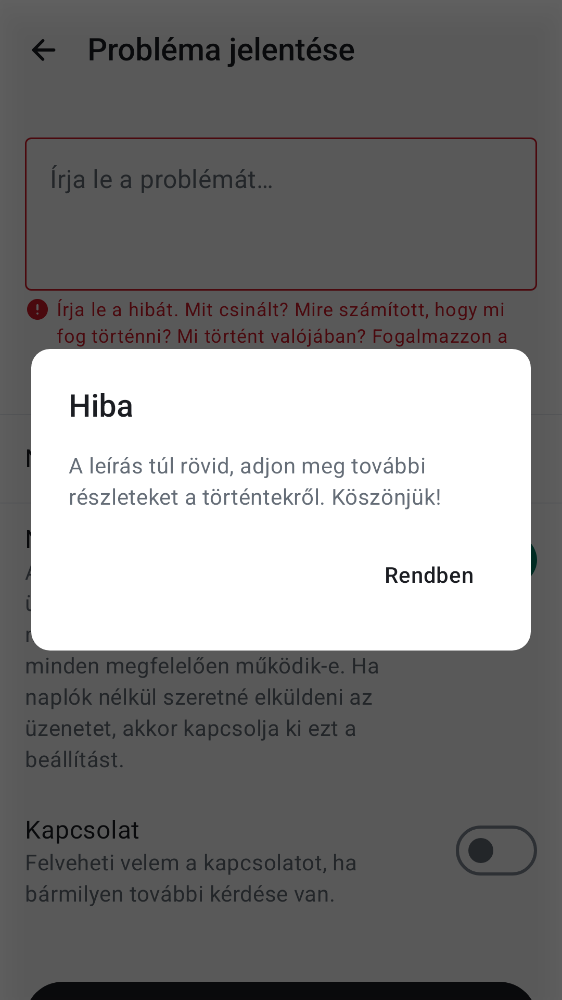 Probléma jelentése
Írja le a problémát…
Írja le a hibát. Mit csinált? Mire számított, hogy mi
fog történni? Mi történt valójában? Fogalmazzon a
Hiba
A leírás túl rövid, adjon meg további
részleteket a történtekről. Köszönjük!
Rendben
minden megfelelően működik-e. Ha
naplók nélkül szeretné elküldeni az
üzenetet, akkor kapcsolja ki ezt a
beállítást.
Kapcsolat
Felveheti velem a kapcsolatot, ha
bármilyen további kérdése van.